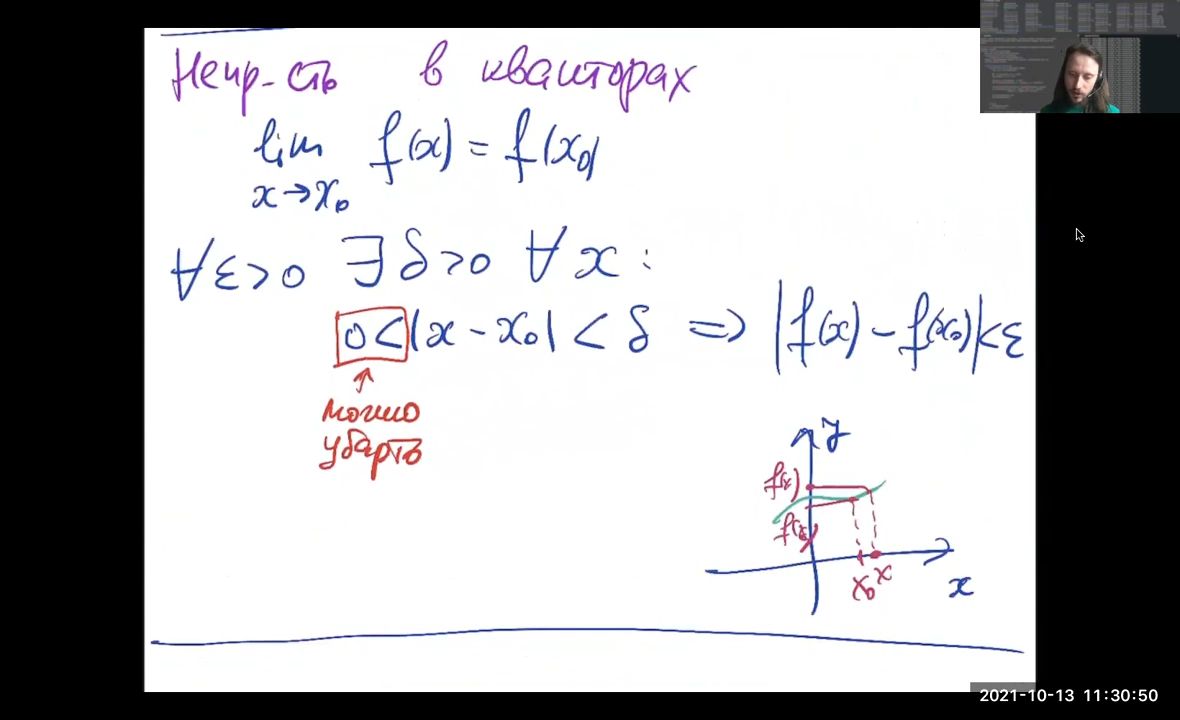 Непр-сть в кванторах
lim f(x) = f(x₀)
x→x₀
∀ε>0 ∃δ>0 ∀x:
0<|x-x₀|<δ ⇒ |f(x)-f(x₀)|<ε
↑
можно
убарть
y
f(x)
f(x₀)
x₀ x
x
2021-10-13 11:30:50